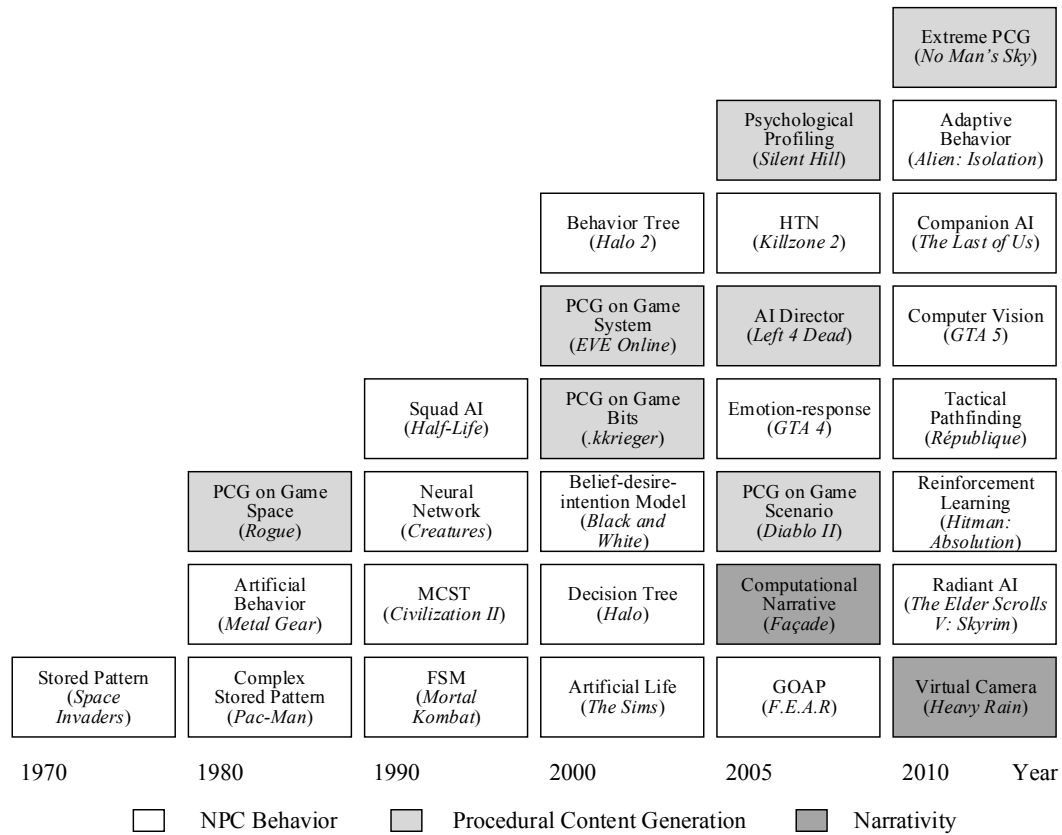 Extreme PCG
(No Man's Sky)
Psychological
Profiling
(Silent Hill)
Adaptive
Behavior
(Alien: Isolation)
Behavior Tree
(Halo 2)
HTN
(Killzone 2)
Companion AI
(The Last of Us)
PCG on Game
System
(EVE Online)
AI Director
(Left 4 Dead)
Computer Vision
(GTA 5)
Squad AI
(Half-Life)
PCG on Game
Bits
(.kkrieger)
Emotion-response
(GTA 4)
Tactical
Pathfinding
(République)
PCG on Game
Space
(Rogue)
Neural
Network
(Creatures)
Belief-desire-
intention Model
(Black and
White)
PCG on Game
Scenario
(Diablo II)
Reinforcement
Learning
(Hitman:
Absolution)
Artificial
Behavior
(Metal Gear)
MCST
(Civilization II)
Decision Tree
(Halo)
Computational
Narrative
(Façade)
Radiant AI
(The Elder Scrolls
V: Skyrim)
Stored Pattern
(Space
Invaders)
Complex
Stored Pattern
(Pac-Man)
FSM
(Mortal
Kombat)
Artificial Life
(The Sims)
GOAP
(F.E.A.R)
Virtual Camera
(Heavy Rain)
1970 1980 1990 2000 2005 2010 Year
NPC Behavior Procedural Content Generation Narrativity